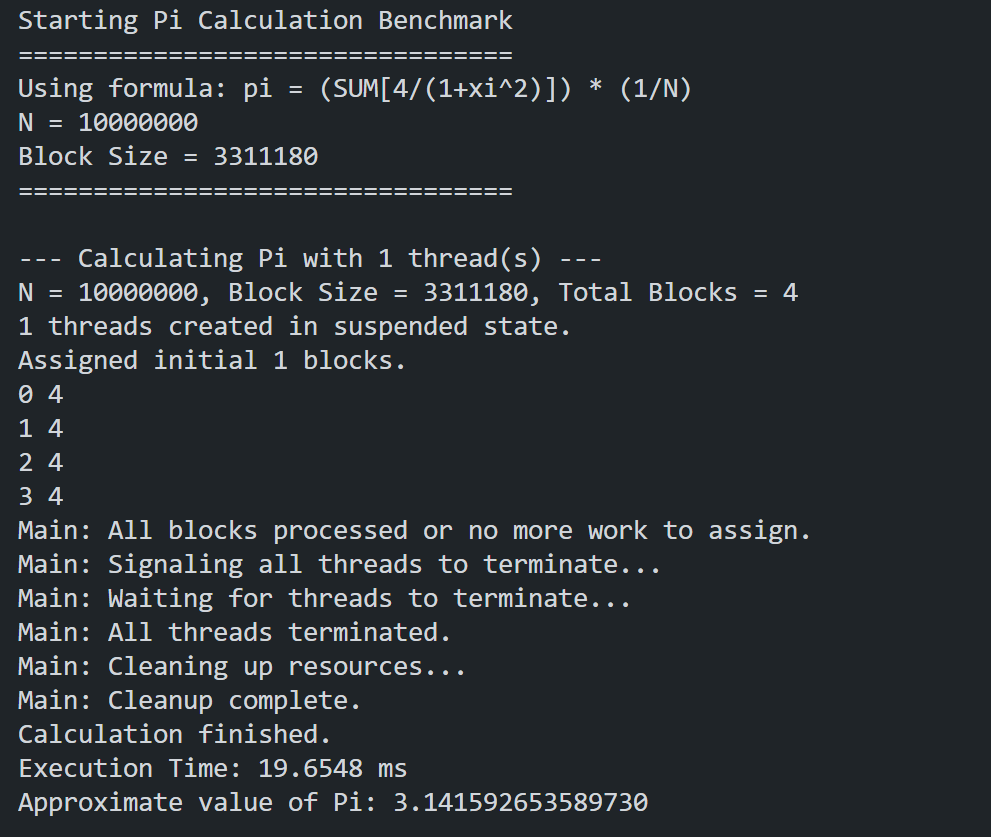 Starting Pi Calculation Benchmark
=================================
Using formula: pi = (SUM[4/(1+xi^2)]) * (1/N)
N = 10000000
Block Size = 3311180
=================================
--- Calculating Pi with 1 thread(s) ---
N = 10000000, Block Size = 3311180, Total Blocks = 4
1 threads created in suspended state.
Assigned initial 1 blocks.
0 4
1 4
2 4
3 4
Main: All blocks processed or no more work to assign.
Main: Signaling all threads to terminate...
Main: Waiting for threads to terminate...
Main: All threads terminated.
Main: Cleaning up resources...
Main: Cleanup complete.
Calculation finished.
Execution Time: 19.6548 ms
Approximate value of Pi: 3.141592653589730